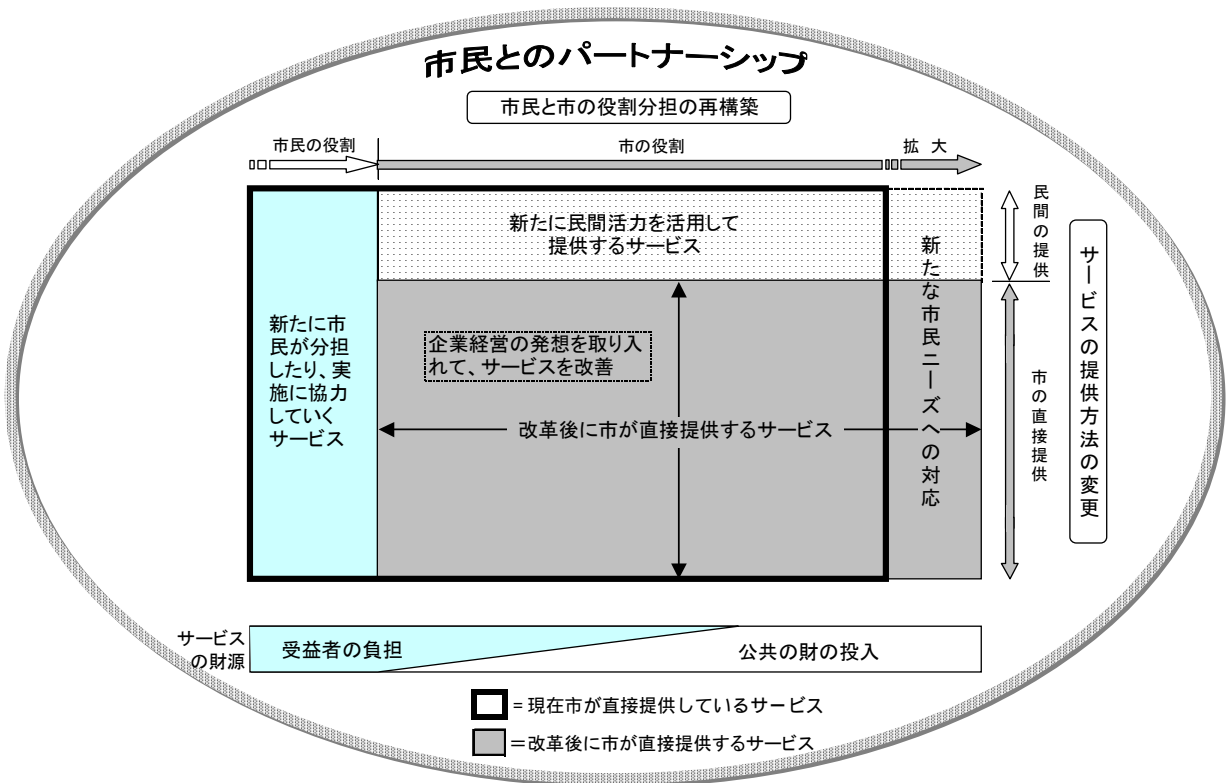 市民とのパートナーシップ
市民と市の役割分担の再構築
市民の役割
市の役割
拡 大
新たに民間活力を活用して
提供するサービス
民間の提供
新たに市
民が分担
したり、実
施に協力
していく
サービス
企業経営の発想を取り入
れて、サービスを改善
改革後に市が直接提供するサービス
新たな市民ニーズへの対応
市の直接提供
サービスの提供方法の変更
サービス
の財源
受益者の負担
公共の財の投入
=現在市が直接提供しているサービス
=改革後に市が直接提供するサービス